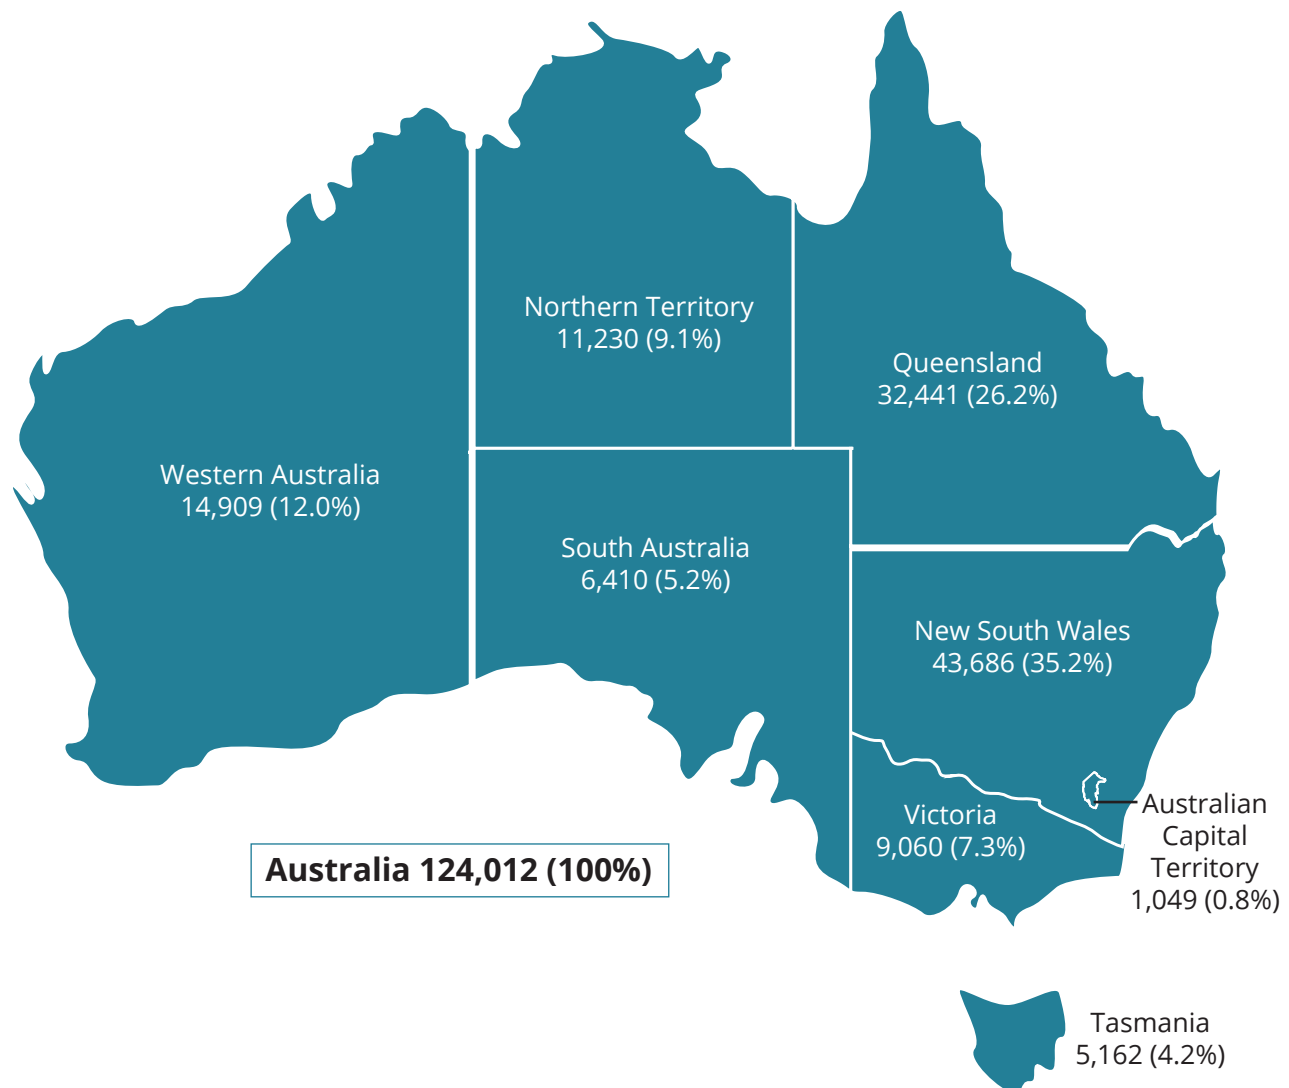 Northern Territory
11,230 (9.1%)
Queensland
32,441 (26.2%)
Western Australia
14,909 (12.0%)
South Australia
6,410 (5.2%)
New South Wales
43,686 (35.2%)
Victoria
9,060 (7.3%)
Australian
Capital
Territory
1,049 (0.8%)
Australia 124,012 (100%)
Tasmania
5,162 (4.2%)